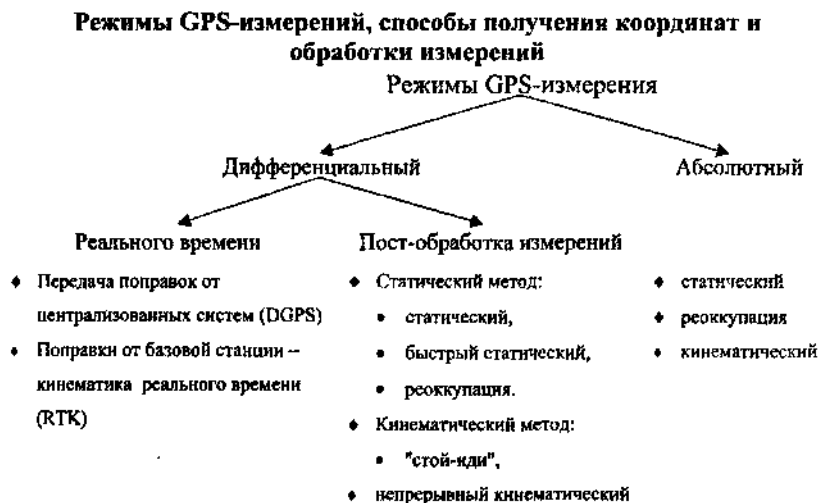 Режимы GPS-измерений, способы получения координат и
обработки измерений
Режимы GPS-измерения
Дифференциальный
Абсолютный
Реального времени
Пост-обработка измерений
♦ Передача поправок от
централизованных систем (DGPS)
♦ Поправки от базовой станции –
кинематика реального времени
(RTK)
♦ Статический метод:
• статический,
• быстрый статический,
• реоккупация.
♦ Кинематический метод:
• "стой-иди",
♦ непрерывный кинематический
♦ статический
♦ реоккупация
♦ кинематический